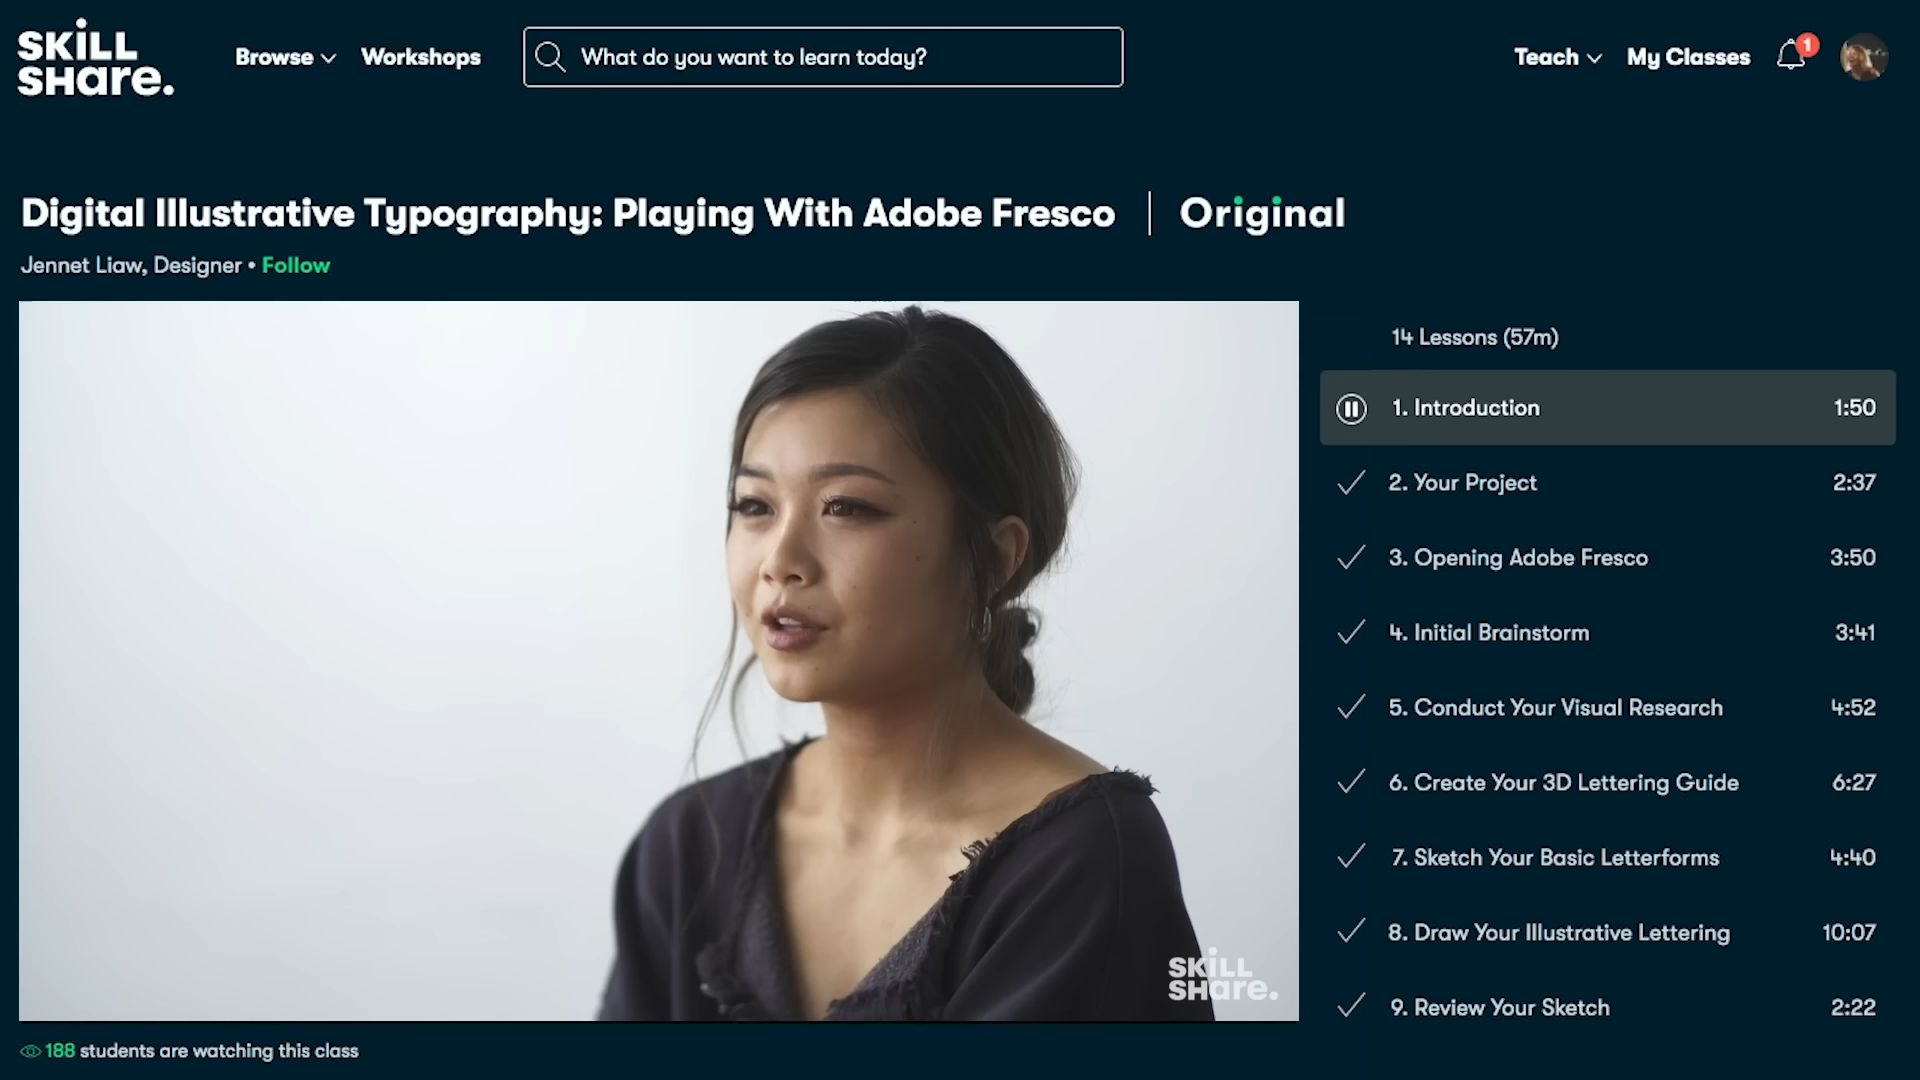 SKILL
SHare.
Browse
Workshops
What do you want to learn today?
Teach
My Classes
1
Digital Illustrative Typography: Playing With Adobe Fresco | Original
Jennet Liaw, Designer • Follow
14 Lessons (57m)
1. Introduction 1:50
2. Your Project 2:37
3. Opening Adobe Fresco 3:50
4. Initial Brainstorm 3:41
5. Conduct Your Visual Research 4:52
6. Create Your 3D Lettering Guide 6:27
7. Sketch Your Basic Letterforms 4:40
8. Draw Your Illustrative Lettering 10:07
9. Review Your Sketch 2:22
SKILL
SHare.
188 students are watching this class